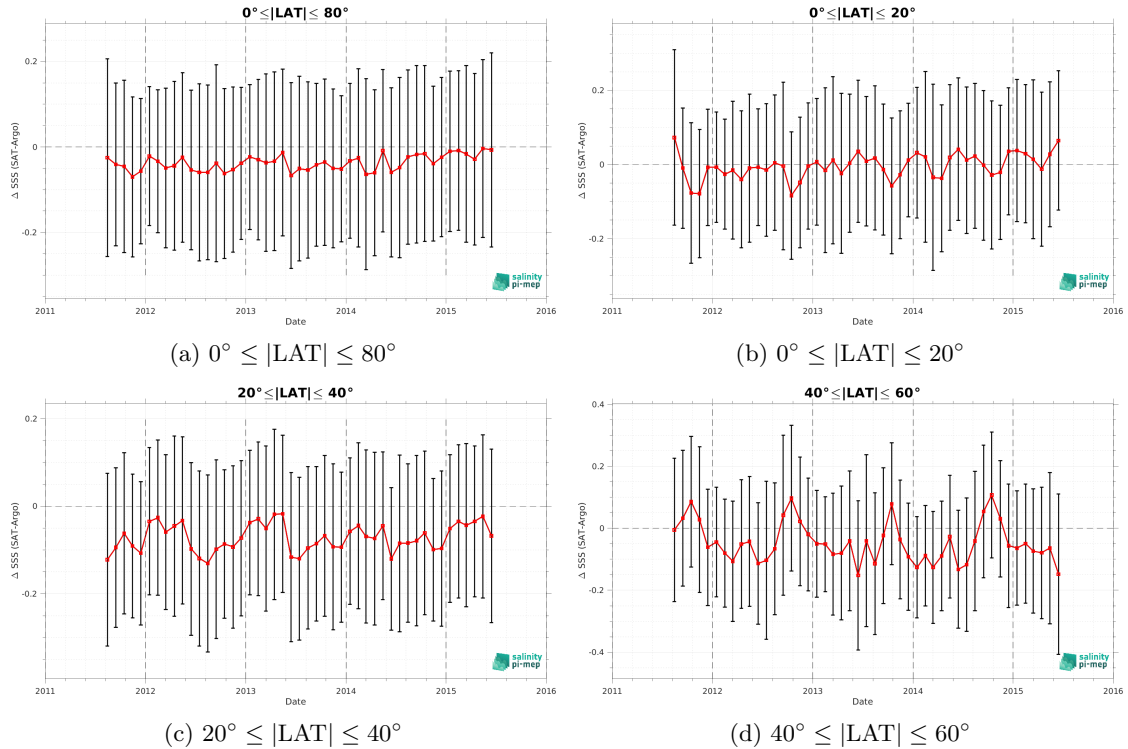 0°≤|LAT|≤ 80°
Δ SSS (SAT-Argo)
0.2
0
-0.2
2011
2012
2013
2014
2015
2016
Date
salinity
pi-mep
(a) 0° ≤ |LAT| ≤ 80°
0°≤|LAT|≤ 20°
Δ SSS (SAT-Argo)
0.2
0
-0.2
2011
2012
2013
2014
2015
2016
Date
salinity
pi-mep
(b) 0° ≤ |LAT| ≤ 20°
20°≤|LAT|≤ 40°
Δ SSS (SAT-Argo)
0.2
0
-0.2
2011
2012
2013
2014
2015
2016
Date
salinity
pi-mep
(c) 20° ≤ |LAT| ≤ 40°
40°≤|LAT|≤ 60°
Δ SSS (SAT-Argo)
0.4
0.2
0
-0.2
-0.4
2011
2012
2013
2014
2015
2016
Date
salinity
pi-mep
(d) 40° ≤ |LAT| ≤ 60°